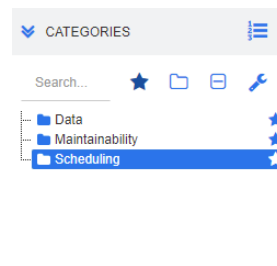 CATEGORIES
Search...
Data
Maintainability
Scheduling